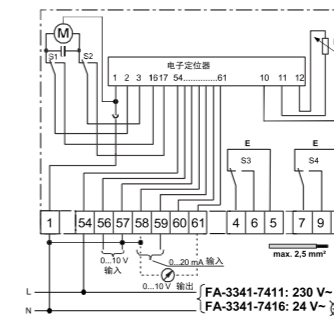 M
S1
S2
电子定位器
1 2 3 16 17 54...............61 10 11 12
E
E
S3
S4
1 54 56 57 58 59 60 61 4 6 5 7 9
0...10 V
输入
0...20 mA 输入
max. 2,5 mm²
0...10 V 输出
L
FA-3341-7411: 230 V~
FA-3341-7416: 24 V~
N